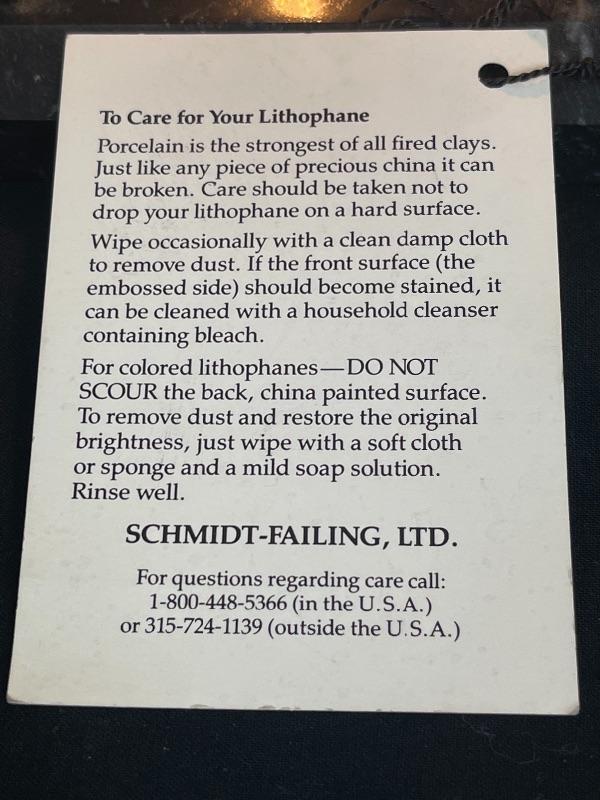 To Care for Your Lithophane
Porcelain is the strongest of all fired clays.
Just like any piece of precious china it can
be broken. Care should be taken not to
drop your lithophane on a hard surface.
Wipe occasionally with a clean damp cloth
to remove dust. If the front surface (the
embossed side) should become stained, it
can be cleaned with a household cleanser
containing bleach.
For colored lithophanes—DO NOT
SCOUR the back, china painted surface.
To remove dust and restore the original
brightness, just wipe with a soft cloth
or sponge and a mild soap solution.
Rinse well.
SCHMIDT-FAILING, LTD.
For questions regarding care call:
1-800-448-5366 (in the U.S.A.)
or 315-724-1139 (outside the U.S.A.)